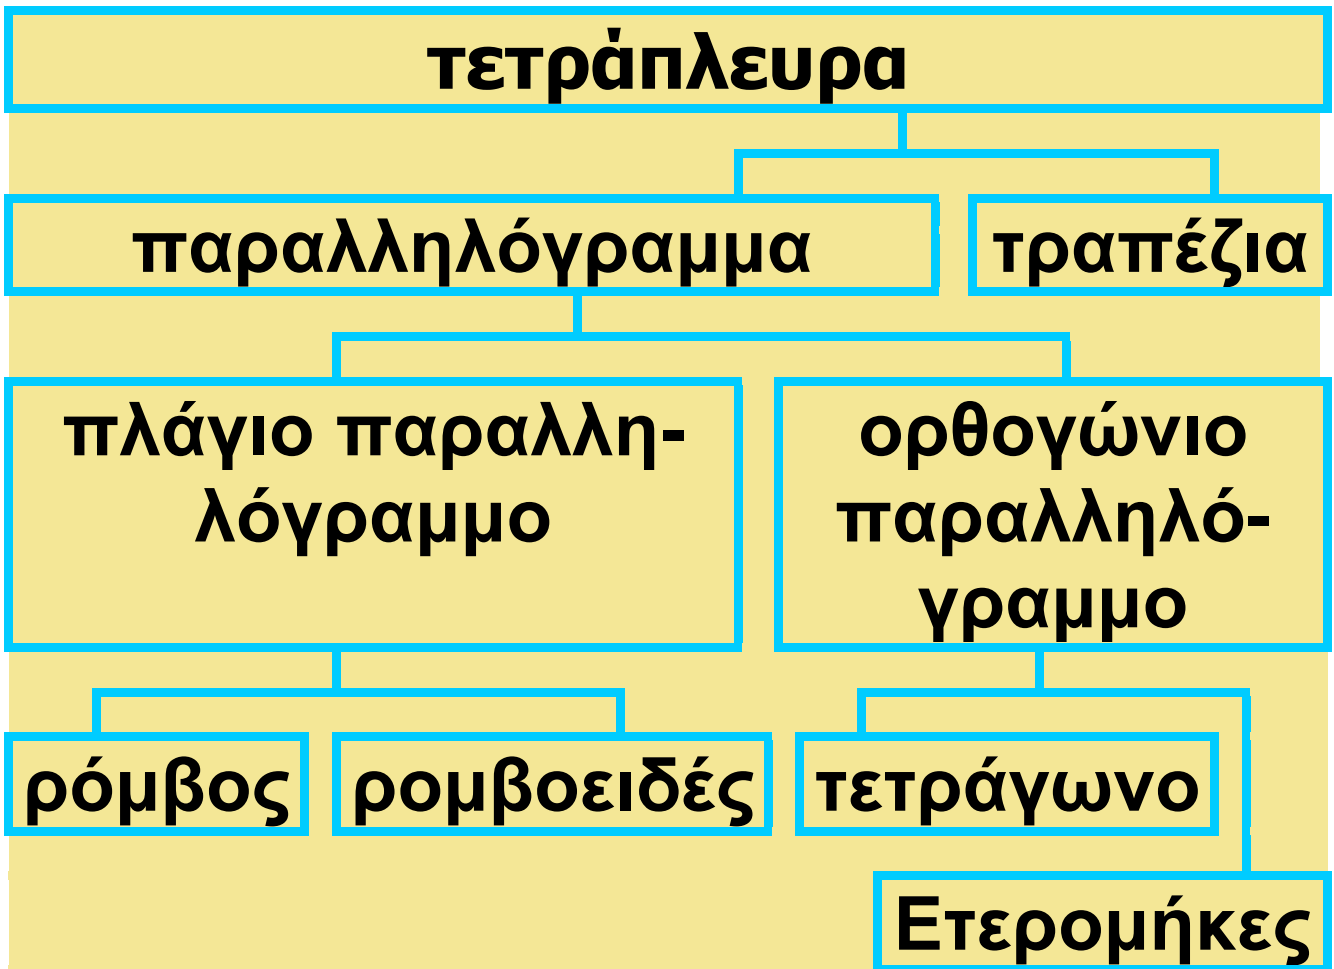 τετράπλευρα
παραλληλόγραμμα
τραπέζια
πλάγιο παραλλη-
λόγραμμο
ορθογώνιο
παραλληλό-
γραμμο
ρόμβος
ρομβοειδές
τετράγωνο
Ετερομήκες